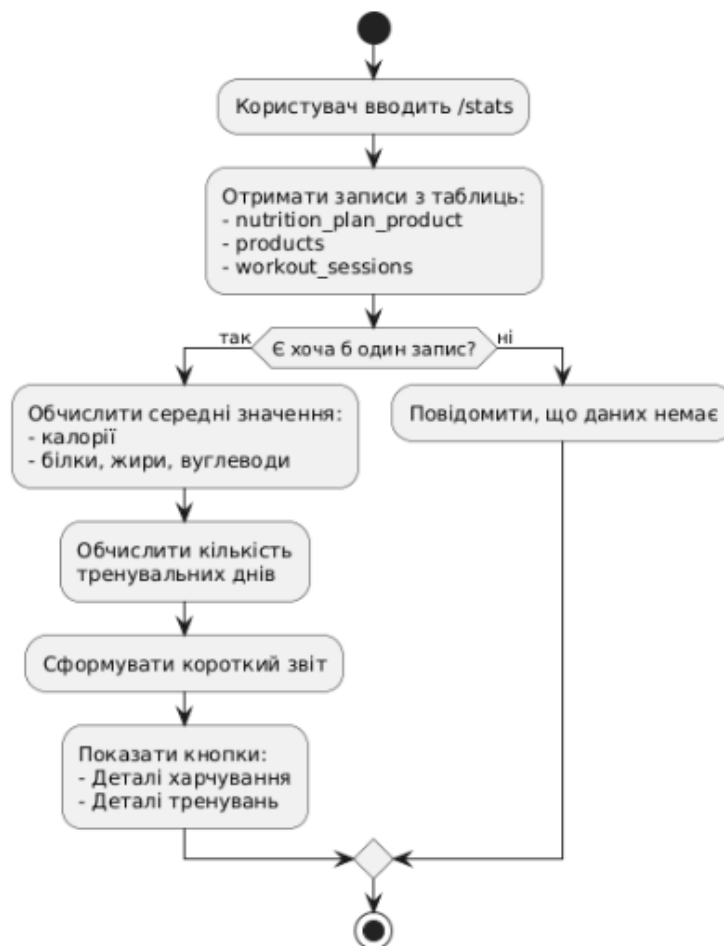 Користувач вводить /stats
Отримати записи з таблиць:
- nutrition_plan_product
- products
- workout_sessions
так
Є хоча б один запис?
ні
Обчислити середні значення:
- калорії
- білки, жири, вуглеводи
Повідомити, що даних немає
Обчислити кількість
тренувальних днів
Сформувати короткий звіт
Показати кнопки:
- Деталі харчування
- Деталі тренувань